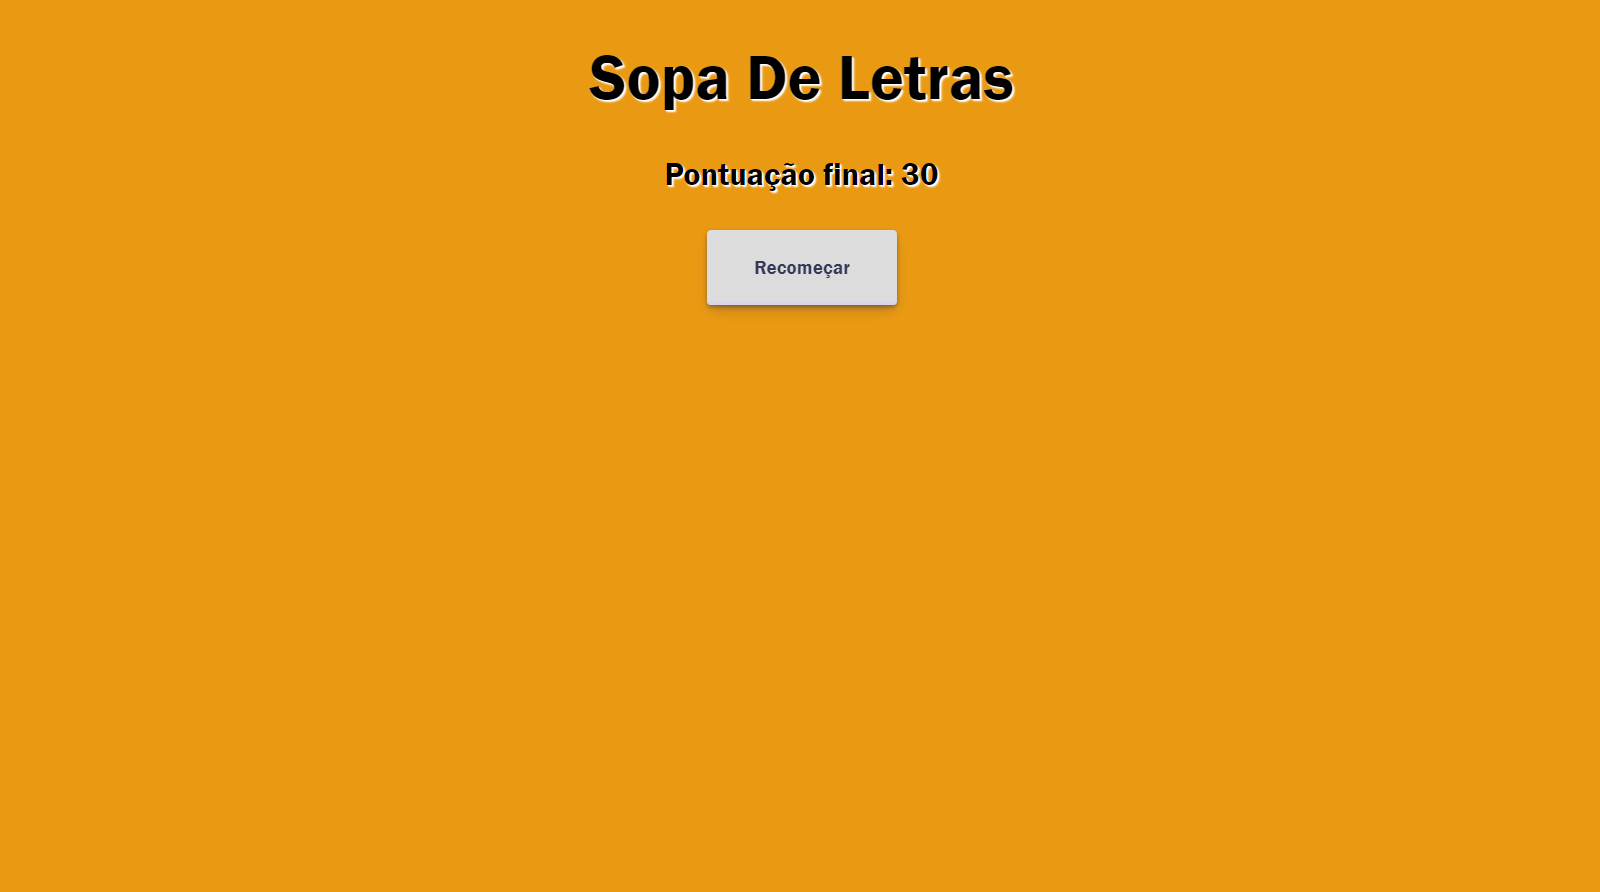 Sopa De Letras
Pontuação final: 30
Recomeçar